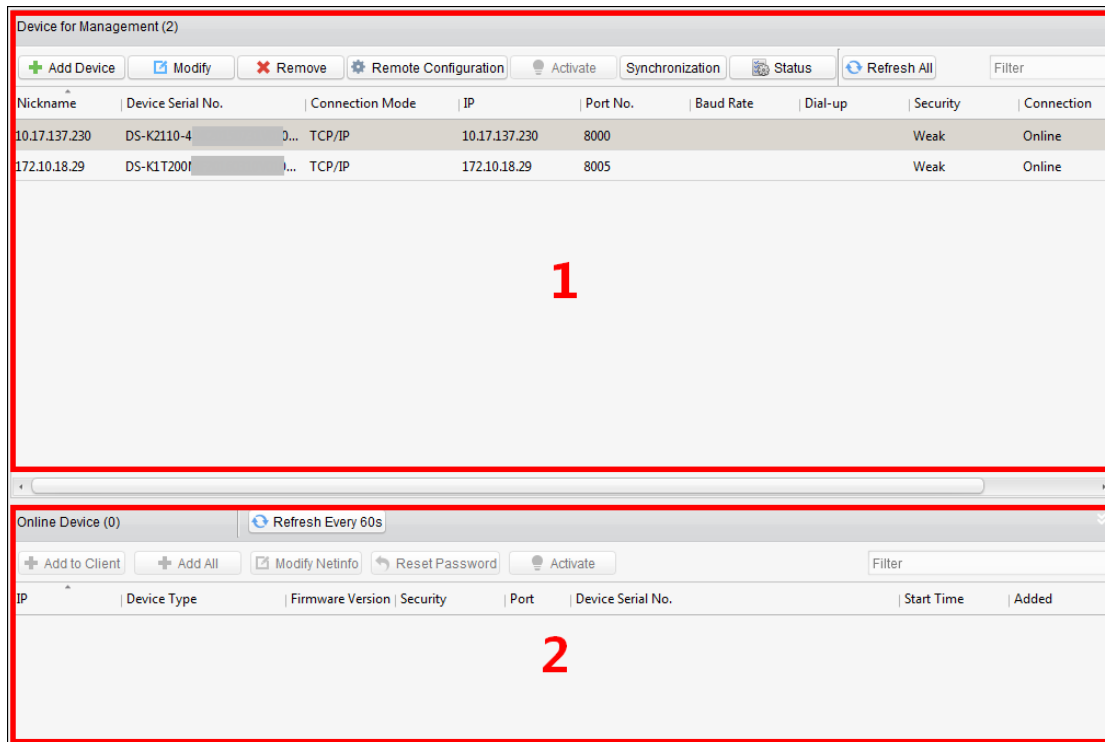 Device for Management (2)
Add Device Modify Remove Remote Configuration Activate Synchronization Status Refresh All Filter
Nickname Device Serial No. Connection Mode IP Port No. Baud Rate Dial-up Security Connection
10.17.137.230 DS-K2110-4 0... TCP/IP 10.17.137.230 8000 Weak Online
172.10.18.29 DS-K1T200 ... TCP/IP 172.10.18.29 8005 Weak Online
1
Online Device (0) Refresh Every 60s
Add to Client Add All Modify Netinfo Reset Password Activate Filter
IP Device Type Firmware Version Security Port Device Serial No. Start Time Added
2